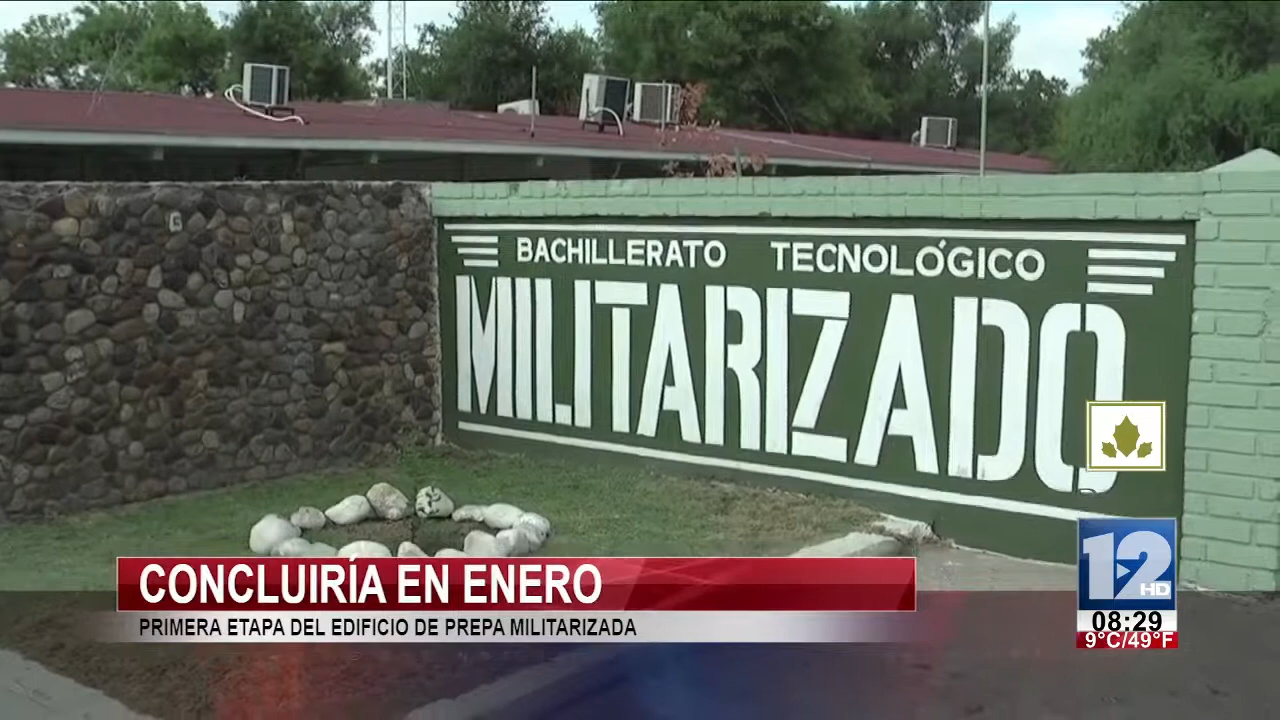 BACHILLERATO TECNOLÓGICO
MILITARIZADO
CONCLUIRÍA EN ENERO
PRIMERA ETAPA DEL EDIFICIO DE PREPA MILITARIZADA
12
HD
08:29
9°C/49°F